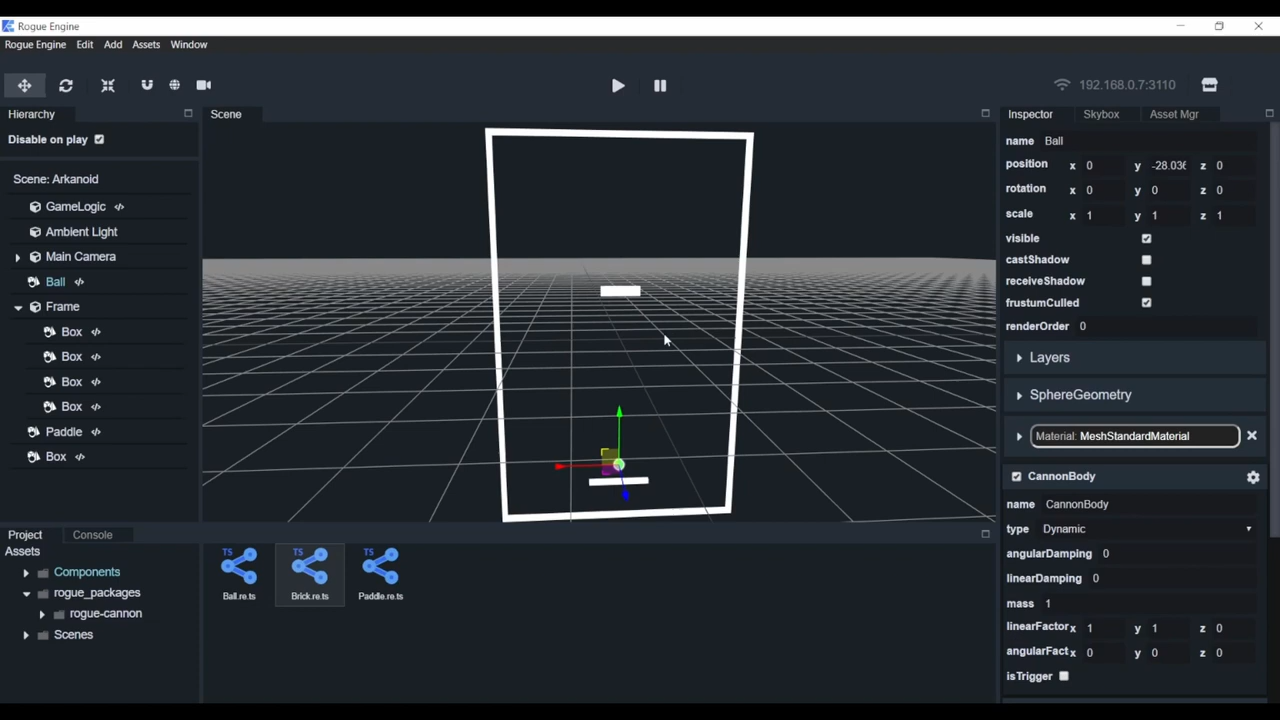 Rogue Engine
Rogue Engine Edit Add Assets Window
192.168.0.7:3110
Hierarchy
Disable on play
Scene: Arkanoid
GameLogic
Ambient Light
Main Camera
Ball
Frame
Box
Box
Box
Box
Paddle
Box
Scene
Inspector Skybox Asset Mgr
name Ball
position x 0 y -28.036 z 0
rotation x 0 y 0 z 0
scale x 1 y 1 z 1
visible
castShadow
receiveShadow
frustumCulled
renderOrder 0
Layers
SphereGeometry
Material: MeshStandardMaterial
CannonBody
name CannonBody
type Dynamic
angularDamping 0
linearDamping 0
mass 1
linearFactor x 1 y 1 z 0
angularFact x 0 y 0 z 0
isTrigger
Project Console
Assets
Components
rogue_packages
rogue-cannon
Scenes
TS TS TS
Ball.re.ts Brick.re.ts Paddle.re.ts